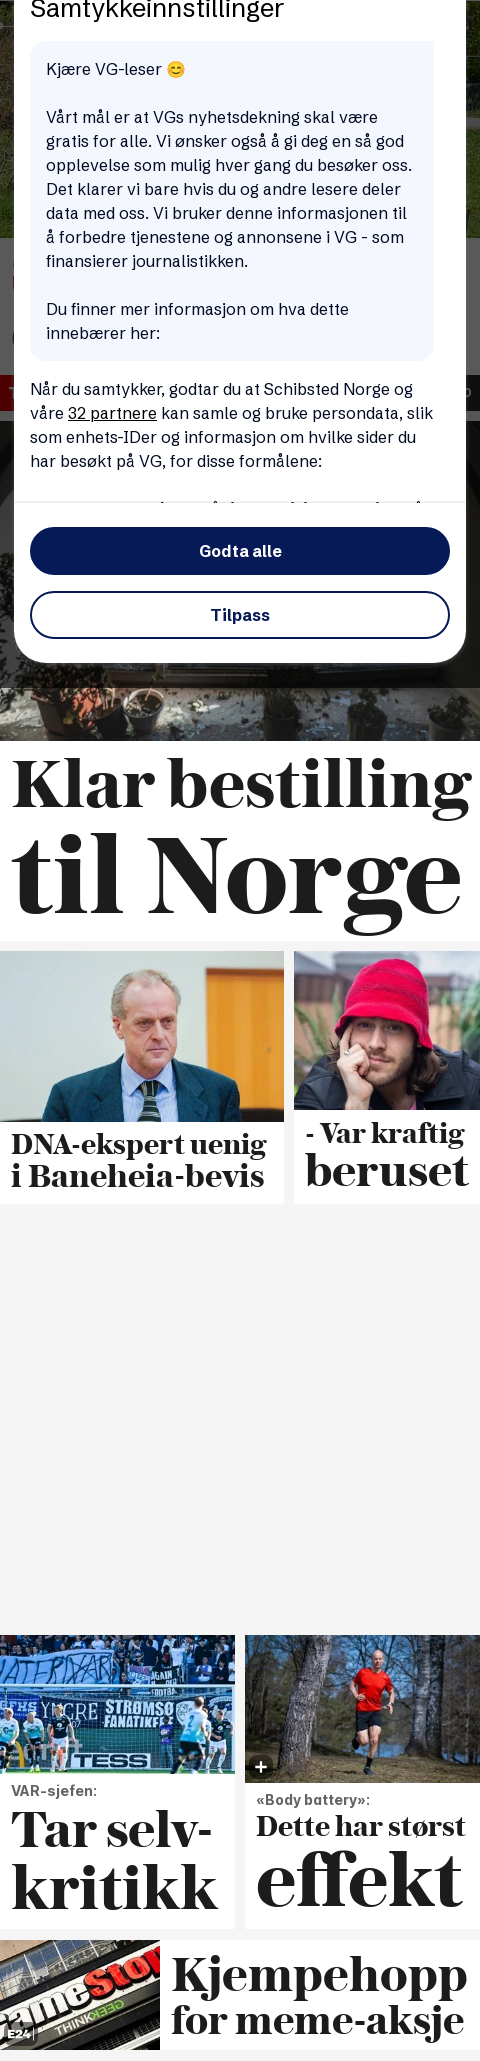 Samtykkeinnstillinger
Kjære VG-leser 😊
Vårt mål er at VGs nyhetsdekning skal være
gratis for alle. Vi ønsker også å gi deg en så god
opplevelse som mulig hver gang du besøker oss.
Det klarer vi bare hvis du og andre lesere deler
data med oss. Vi bruker denne informasjonen til
å forbedre tjenestene og annonsene i VG - som
finansierer journalistikken.
Du finner mer informasjon om hva dette
innebærer her:
Når du samtykker, godtar du at Schibsted Norge og
våre 32 partnere kan samle og bruke persondata, slik
som enhets-IDer og informasjon om hvilke sider du
har besøkt på VG, for disse formålene:
Godta alle
Tilpass
Klar bestilling
til Norge
DNA-ekspert uenig
i Baneheia-bevis
- Var kraftig
beruset
STRØMSØ
FANATIKE
TESS
VAR-sjefen:
Tar selv-
kritikk
«Body battery»:
Dette har størst
effekt
ameStop
THINKGEEK
E24
Kjempehopp
for meme-aksje